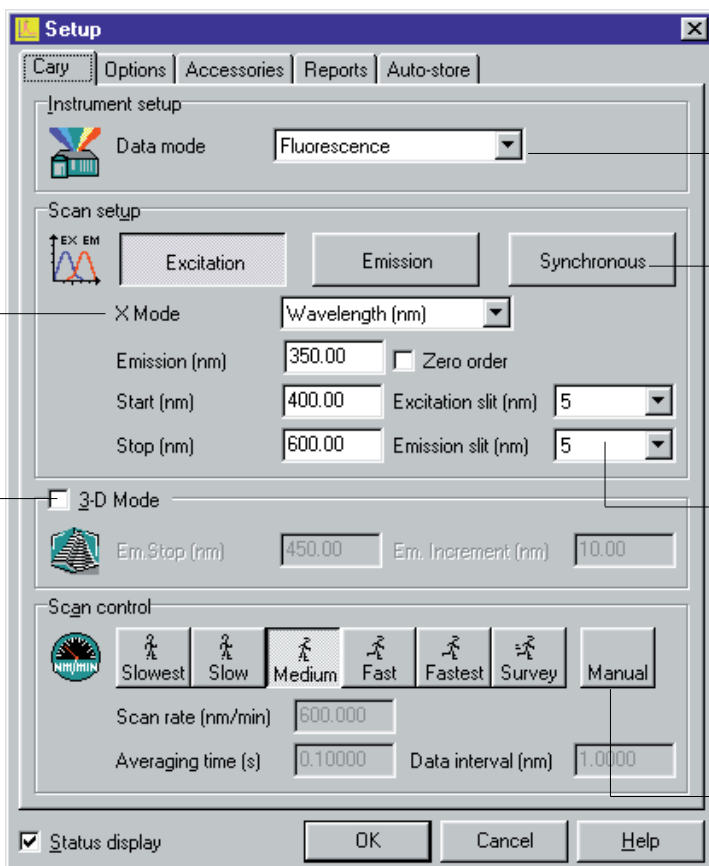 Setup
Cary Options Accessories Reports Auto-store
Instrument setup
Data mode Fluorescence
Scan setup
EX EM
Excitation Emission Synchronous
X Mode Wavelength (nm)
Emission (nm) 350.00 Zero order
Start (nm) 400.00 Excitation slit (nm) 5
Stop (nm) 600.00 Emission slit (nm) 5
3-D Mode
Em.Stop (nm) 450.00 Em. Increment (nm) 10.00
Scan control
NM/MIN
Slowest Slow Medium Fast Fastest Survey Manual
Scan rate (nm/min) 600.000
Averaging time (s) 0.10000 Data interval (nm) 1.0000
Status display OK Cancel Help